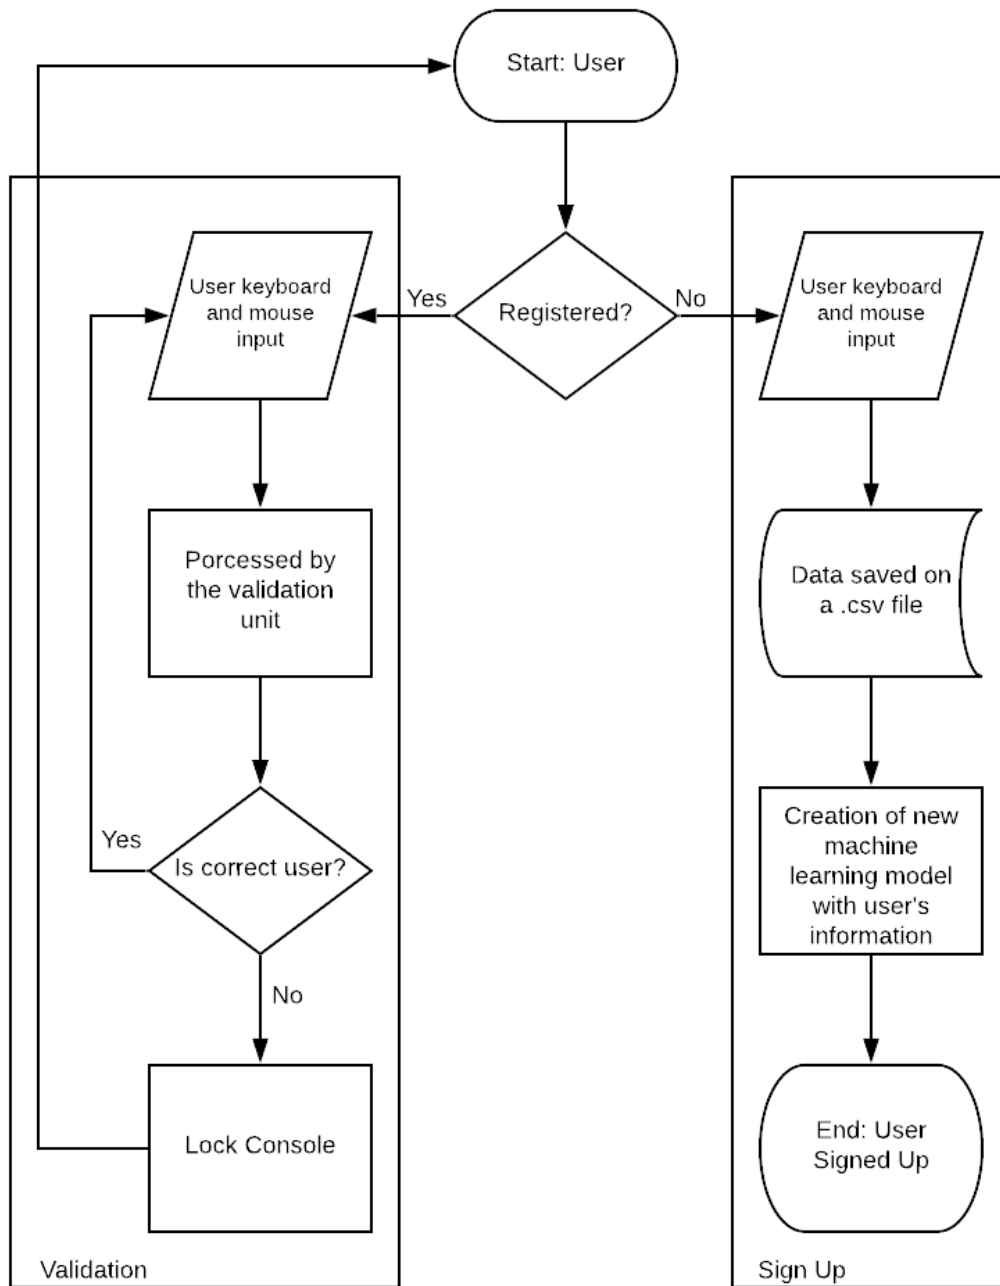 Start: User
Registered?
Yes
No
User keyboard
and mouse
input
Porcessed by
the validation
unit
Is correct user?
Yes
No
Lock Console
Validation
User keyboard
and mouse
input
Data saved on
a .csv file
Creation of new
machine
learning model
with user's
information
End: User
Signed Up
Sign Up